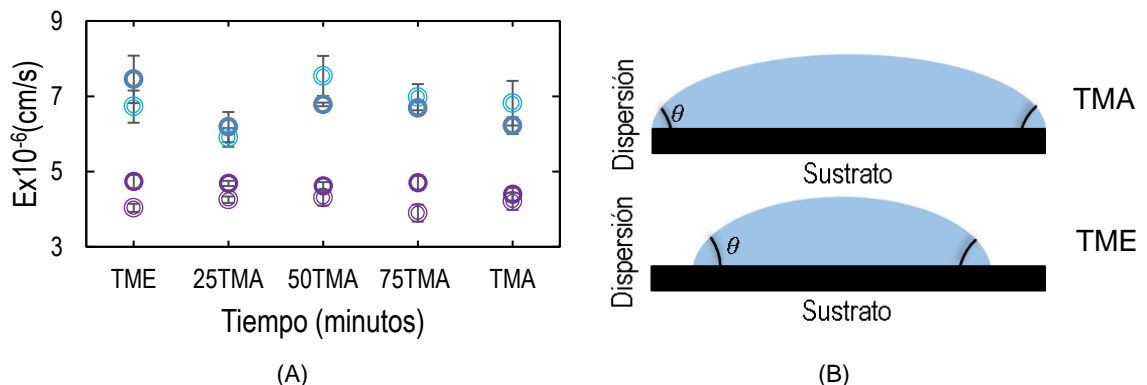 9
7
5
3
Ex10⁻⁶(cm/s)
TME 25TMA 50TMA 75TMA TMA
Tiempo (minutos)
(A)
Dispersión
θ
Sustrato
TMA
Dispersión
θ
Sustrato
TME
(B)